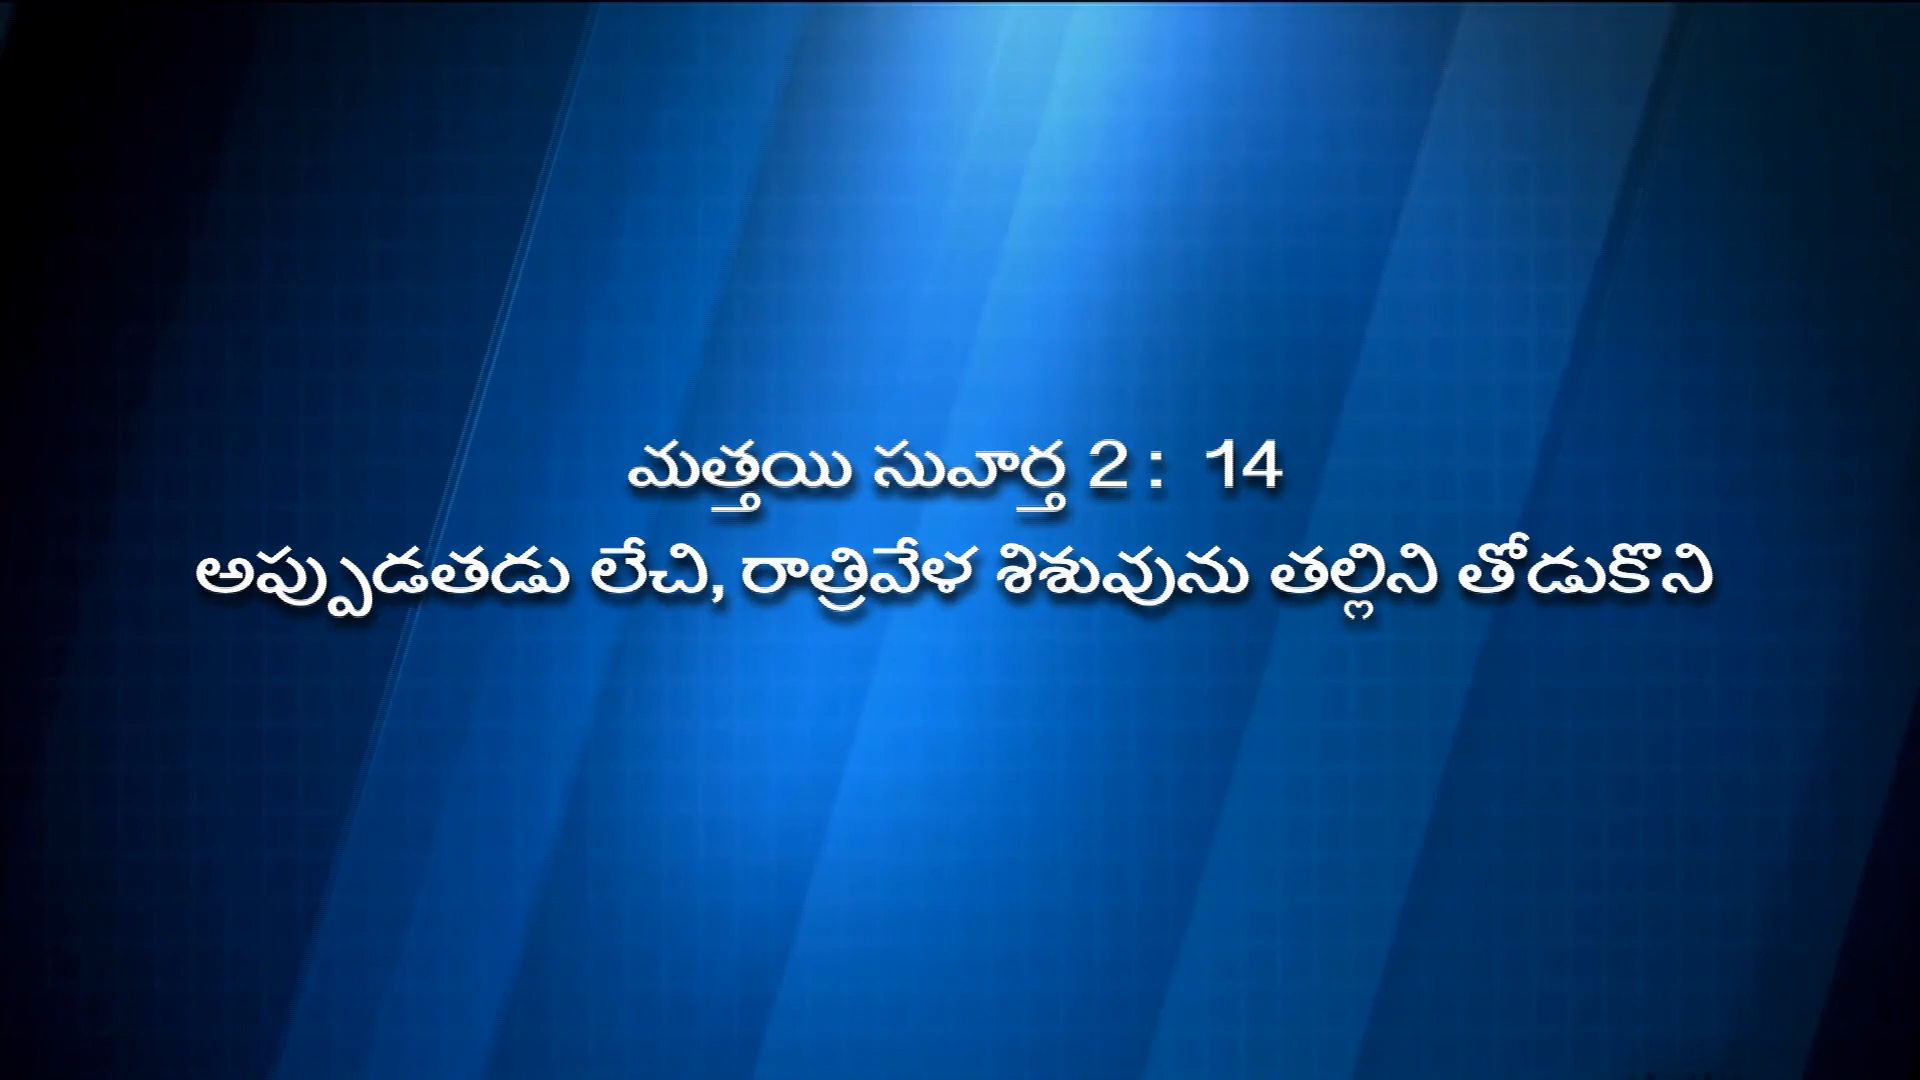 మత్తయి సువార్త 2 : 14
అప్పుడతడు లేచి, రాత్రివేళ శిశువును తల్లిని తోడుకొని